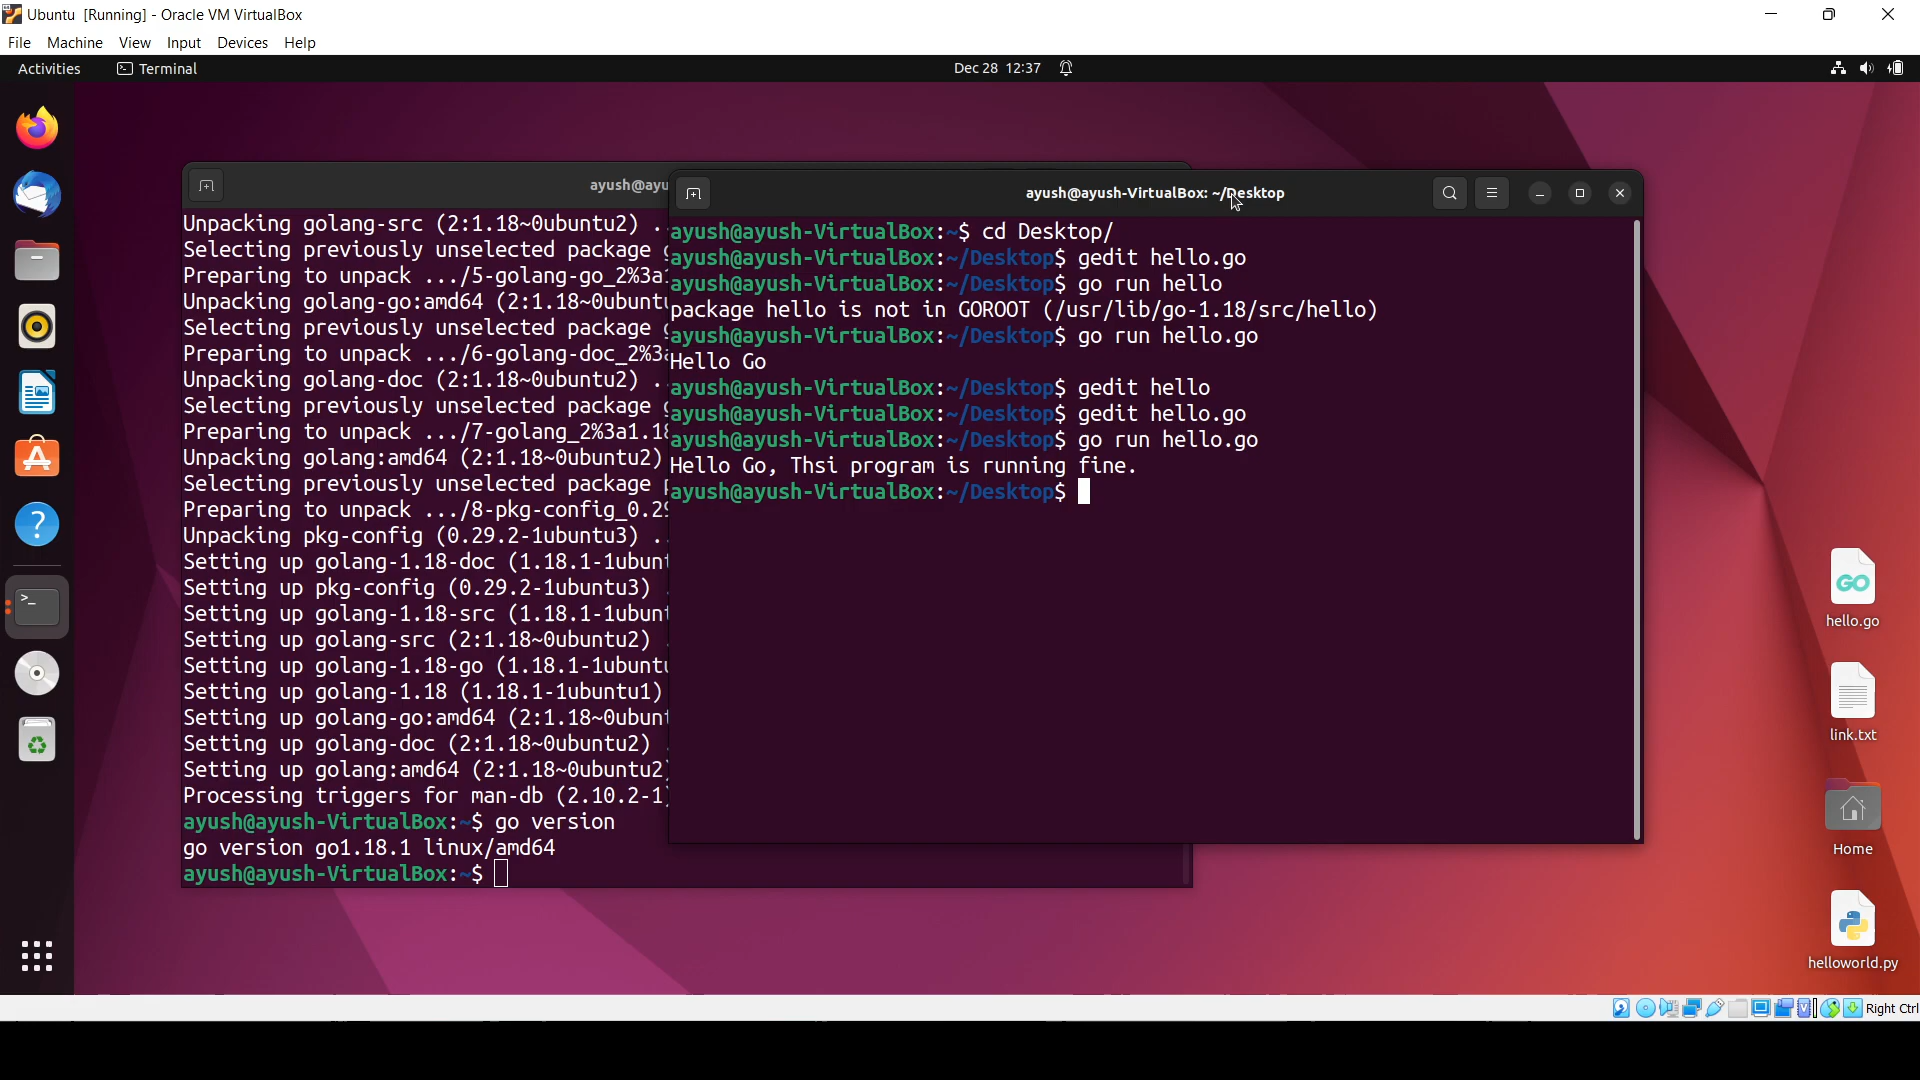 Ubuntu [Running] - Oracle VM VirtualBox
File Machine View Input Devices Help
Activities Terminal Dec 28 12:37
ayush@ayu
Unpacking golang-src (2:1.18~0ubuntu2) ..
Selecting previously unselected package
Preparing to unpack .../5-golang-go_2%3a1
Unpacking golang-go:amd64 (2:1.18~0ubuntu
Selecting previously unselected package
Preparing to unpack .../6-golang-doc_2%3a
Unpacking golang-doc (2:1.18~0ubuntu2) ..
Selecting previously unselected package
Preparing to unpack .../7-golang_2%3a1.18
Unpacking golang:amd64 (2:1.18~0ubuntu2)
Selecting previously unselected package
Preparing to unpack .../8-pkg-config_0.29
Unpacking pkg-config (0.29.2-1ubuntu3) ..
Setting up golang-1.18-doc (1.18.1-1ubunt
Setting up pkg-config (0.29.2-1ubuntu3) .
Setting up golang-1.18-src (1.18.1-1ubunt
Setting up golang-src (2:1.18~0ubuntu2) .
Setting up golang-1.18-go (1.18.1-1ubuntu
Setting up golang-1.18 (1.18.1-1ubuntu1)
Setting up golang-go:amd64 (2:1.18~0ubunt
Setting up golang-doc (2:1.18~0ubuntu2) .
Setting up golang:amd64 (2:1.18~0ubuntu2)
Processing triggers for man-db (2.10.2-1)
ayush@ayush-VirtualBox:~$ go version
go version go1.18.1 linux/amd64
ayush@ayush-VirtualBox:~$
ayush@ayush-VirtualBox: ~/Desktop
ayush@ayush-VirtualBox:~$ cd Desktop/
ayush@ayush-VirtualBox:~/Desktop$ gedit hello.go
ayush@ayush-VirtualBox:~/Desktop$ go run hello
package hello is not in GOROOT (/usr/lib/go-1.18/src/hello)
ayush@ayush-VirtualBox:~/Desktop$ go run hello.go
Hello Go
ayush@ayush-VirtualBox:~/Desktop$ gedit hello
ayush@ayush-VirtualBox:~/Desktop$ gedit hello.go
ayush@ayush-VirtualBox:~/Desktop$ go run hello.go
Hello Go, Thsi program is running fine.
ayush@ayush-VirtualBox:~/Desktop$
GO
hello.go
link.txt
Home
helloworld.py
Right Ctrl